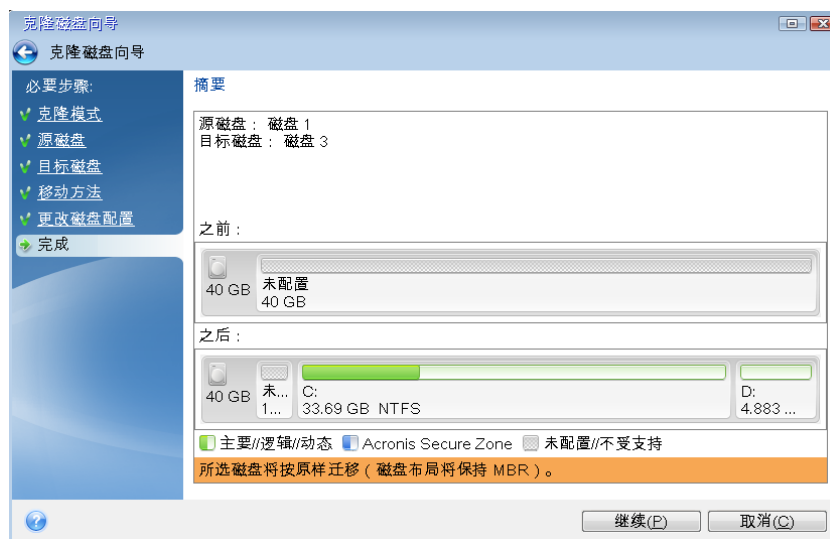 克隆磁盘向导
克隆磁盘向导
必要步骤:
克隆模式
源磁盘
目标磁盘
移动方法
更改磁盘配置
完成
摘要
源磁盘： 磁盘 1
目标磁盘： 磁盘 3
之前：
40 GB
未配置
40 GB
之后：
40 GB
未...
1...
C:
33.69 GB NTFS
D:
4.883 ...
主要//逻辑//动态 Acronis Secure Zone 未配置//不受支持
所选磁盘将按原样迁移（磁盘布局将保持 MBR）。
继续(P) 取消(C)